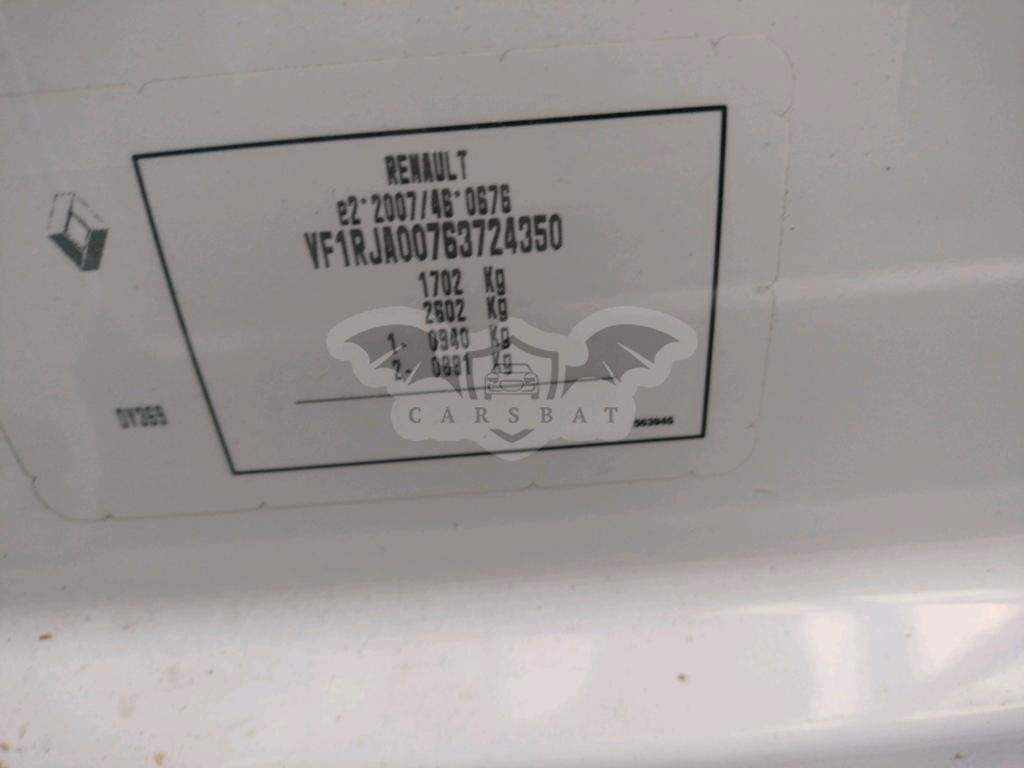 RENAULT
e2*2007/46*0676
VF1RJA00763724350
1702 Kg
2602 Kg
1.- 0940 Kg
2.- 0881 Kg
DY369
563946
CARSBAT